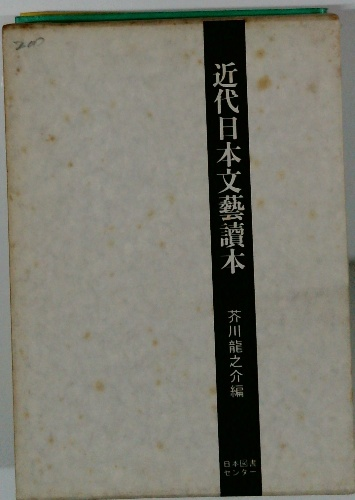 近代日本文藝讀本
芥川龍之介編
日本図書
センター